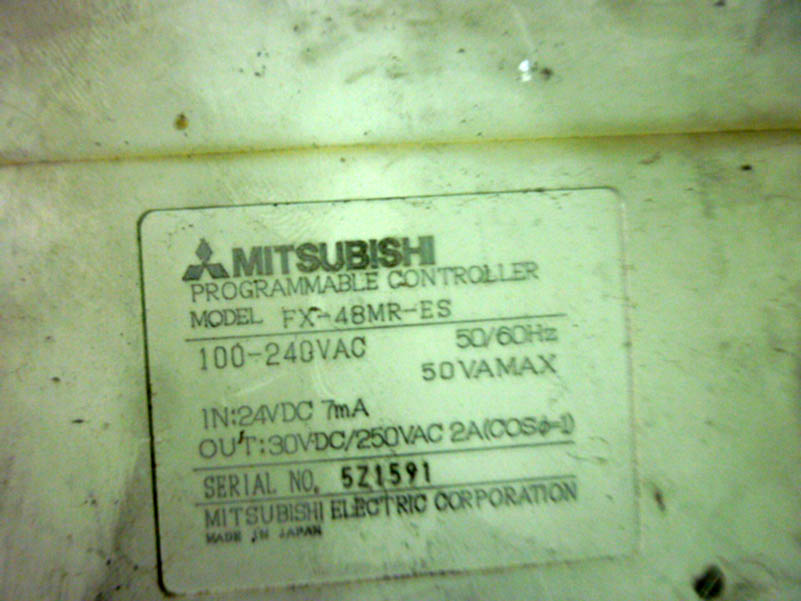 MITSUBISHI
PROGRAMMABLE CONTROLLER
MODEL FX-48MR-ES
100-240VAC 50/60Hz
50VAMAX
IN:24VDC 7mA
OUT:30VDC/250VAC 2A(COSϕ=1)
SERIAL NO. 5Z1591
MITSUBISHI ELECTRIC CORPORATION
MADE IN JAPAN